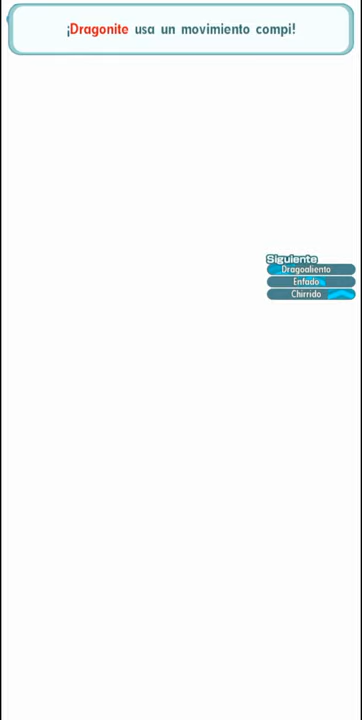 ¡Dragonite usa un movimiento compi!
Siguiente
Dragoaliento
Enfado
Chirrido